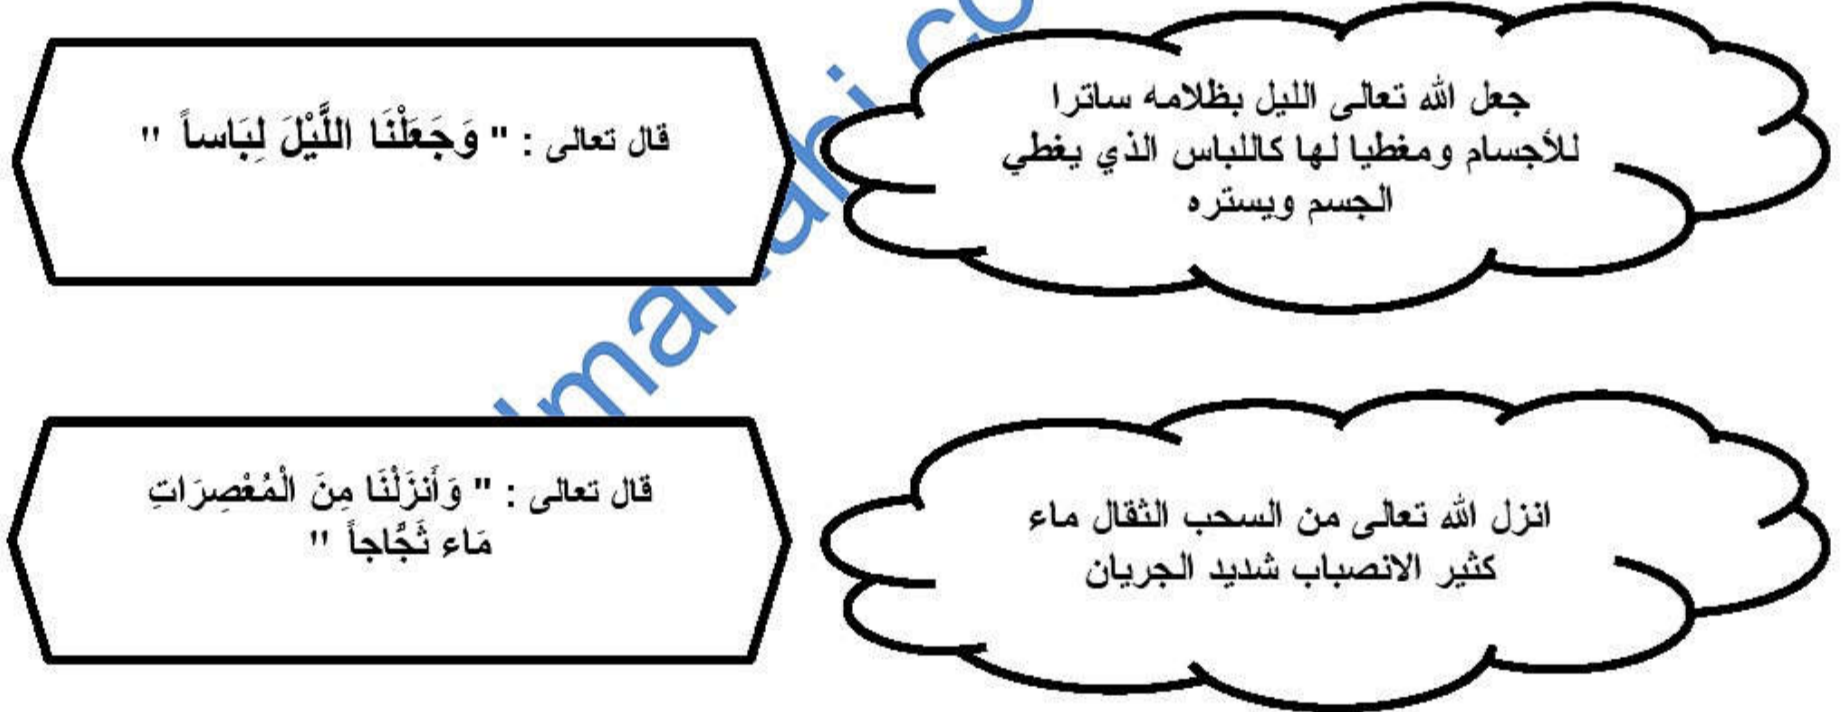 جعل الله تعالى الليل بظلامه ساترا
للأجسام ومغطيا لها كاللباس الذي يغطي
الجسم ويستره
قال تعالى : " وَجَعَلْنَا اللَّيْلَ لِبَاساً "
انزل الله تعالى من السحب الثقال ماء
كثير الانصباب شديد الجريان
قال تعالى : " وَأَنزَلْنَا مِنَ الْمُعْصِرَاتِ
مَاء ثَجَّاجاً "